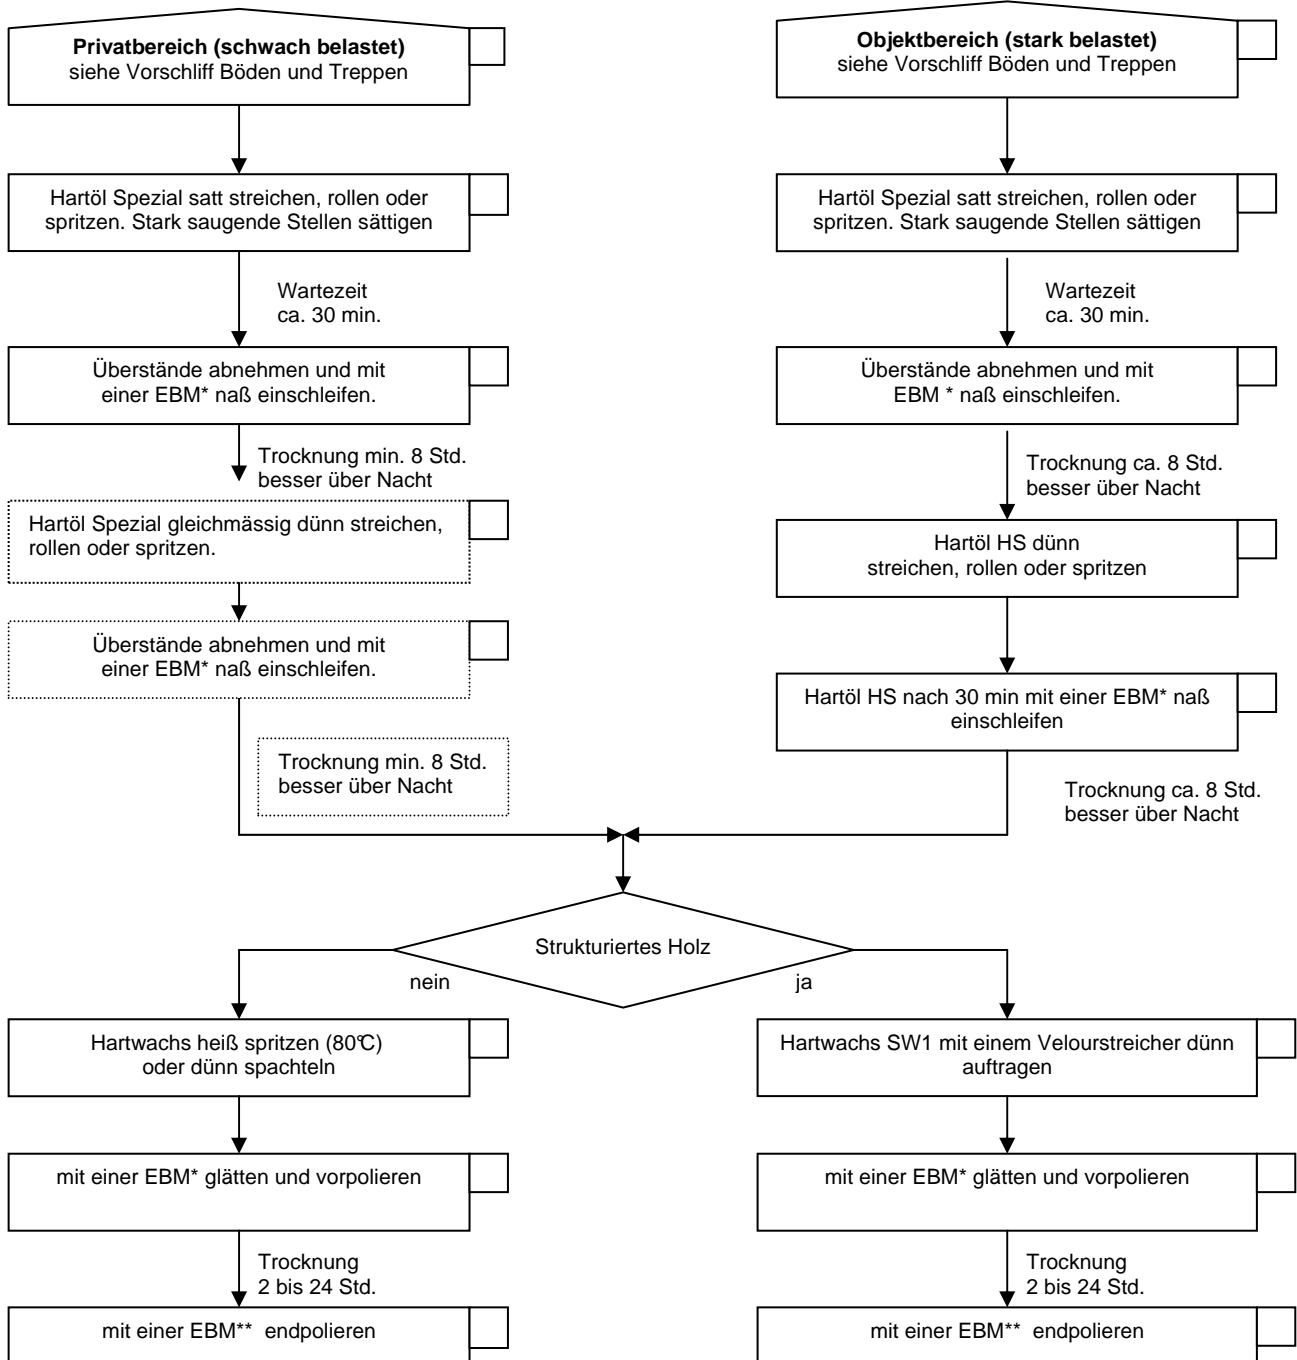 Privatbereich (schwach belastet)
siehe Vorschliff Böden und Treppen
Hartöl Spezial satt streichen, rollen oder
spritzen. Stark saugende Stellen sättigen
Wartezeit
ca. 30 min.
Überstände abnehmen und mit
einer EBM* naß einschleifen.
Trocknung min. 8 Std.
besser über Nacht
Hartöl Spezial gleichmässig dünn streichen,
rollen oder spritzen.
Überstände abnehmen und mit
einer EBM* naß einschleifen.
Trocknung min. 8 Std.
besser über Nacht
Objektbereich (stark belastet)
siehe Vorschliff Böden und Treppen
Hartöl Spezial satt streichen, rollen oder
spritzen. Stark saugende Stellen sättigen
Wartezeit
ca. 30 min.
Überstände abnehmen und mit
EBM * naß einschleifen.
Trocknung ca. 8 Std.
besser über Nacht
Hartöl HS dünn
streichen, rollen oder spritzen
Hartöl HS nach 30 min mit einer EBM* naß
einschleifen
Trocknung ca. 8 Std.
besser über Nacht
Strukturiertes Holz
nein
ja
Hartwachs heiß spritzen (80°C)
oder dünn spachteln
mit einer EBM* glätten und vorpolieren
Trocknung
2 bis 24 Std.
mit einer EBM** endpolieren
Hartwachs SW1 mit einem Velourstreicher dünn
auftragen
mit einer EBM* glätten und vorpolieren
Trocknung
2 bis 24 Std.
mit einer EBM** endpolieren